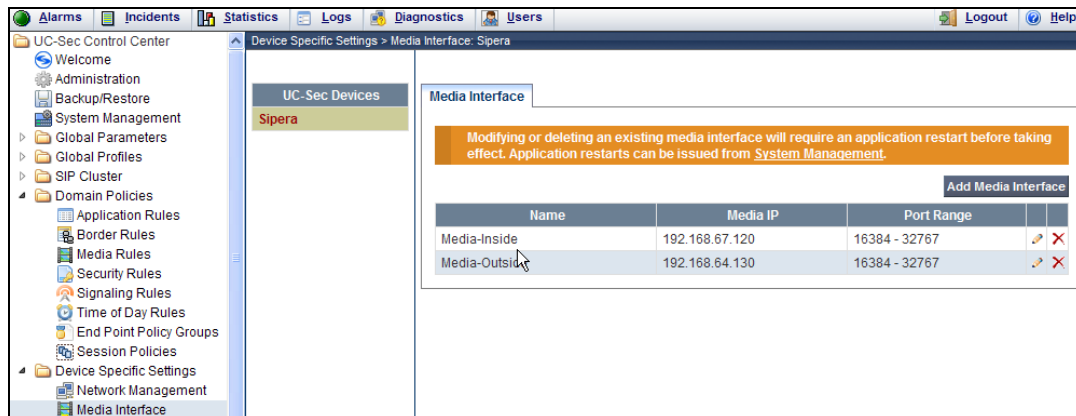 Alarms Incidents Statistics Logs Diagnostics Users Logout Help
UC-Sec Control Center
Welcome
Administration
Backup/Restore
System Management
Global Parameters
Global Profiles
SIP Cluster
Domain Policies
Application Rules
Border Rules
Media Rules
Security Rules
Signaling Rules
Time of Day Rules
End Point Policy Groups
Session Policies
Device Specific Settings
Network Management
Media Interface
Device Specific Settings > Media Interface: Sipera
UC-Sec Devices
Sipera
Media Interface
Modifying or deleting an existing media interface will require an application restart before taking
effect. Application restarts can be issued from System Management.
Add Media Interface
Name Media IP Port Range
Media-Inside 192.168.67.120 16384 - 32767
Media-Outside 192.168.64.130 16384 - 32767